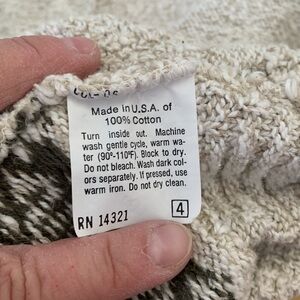 Made in U.S.A. of
100% Cotton
Turn inside out. Machine
wash gentle cycle, warm wa-
ter (90°-110°F). Block to dry.
Do not bleach. Wash dark col-
ors separately. If pressed, use
warm iron. Do not dry clean.
RN 14321
4